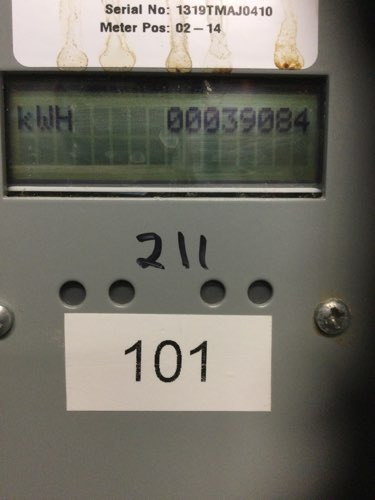 Serial No: 1319TMAJ0410
Meter Pos: 02-14
kWH 00039084
211
101